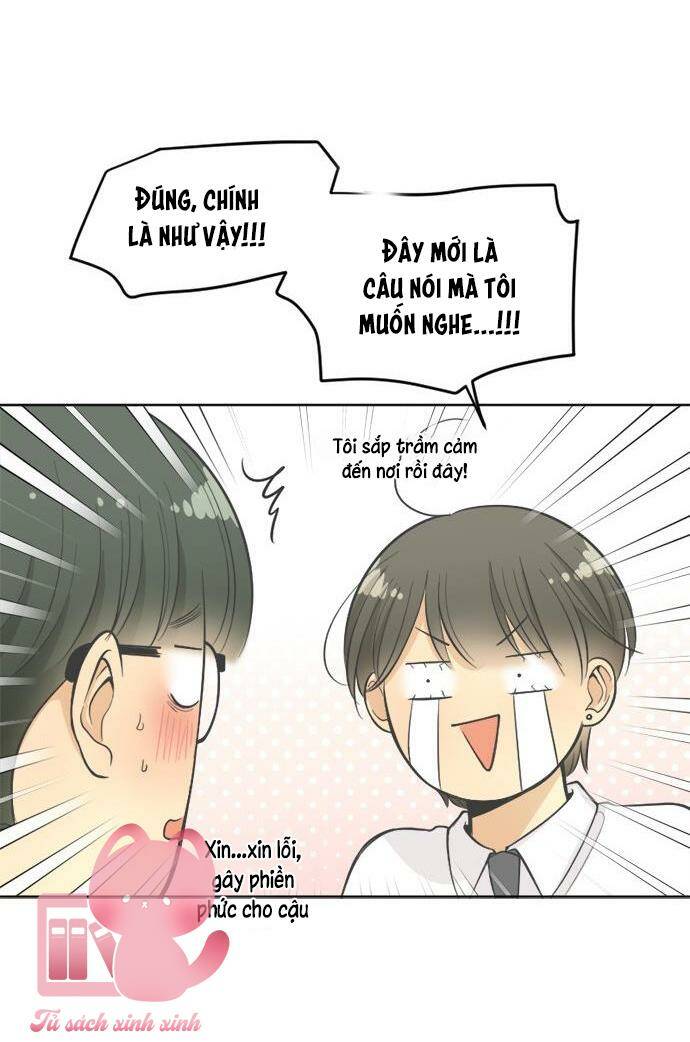 ĐÚNG, CHÍNH
LÀ NHƯ VẬY!!!
ĐÂY MỚI LÀ
CÂU NÓI MÀ TÔI
MUỐN NGHE...!!!
Tôi sắp trầm cảm
đến nơi rồi đây!
Xin...xin lỗi,
gây phiền
phức cho cậu
Tủ sách xinh xinh